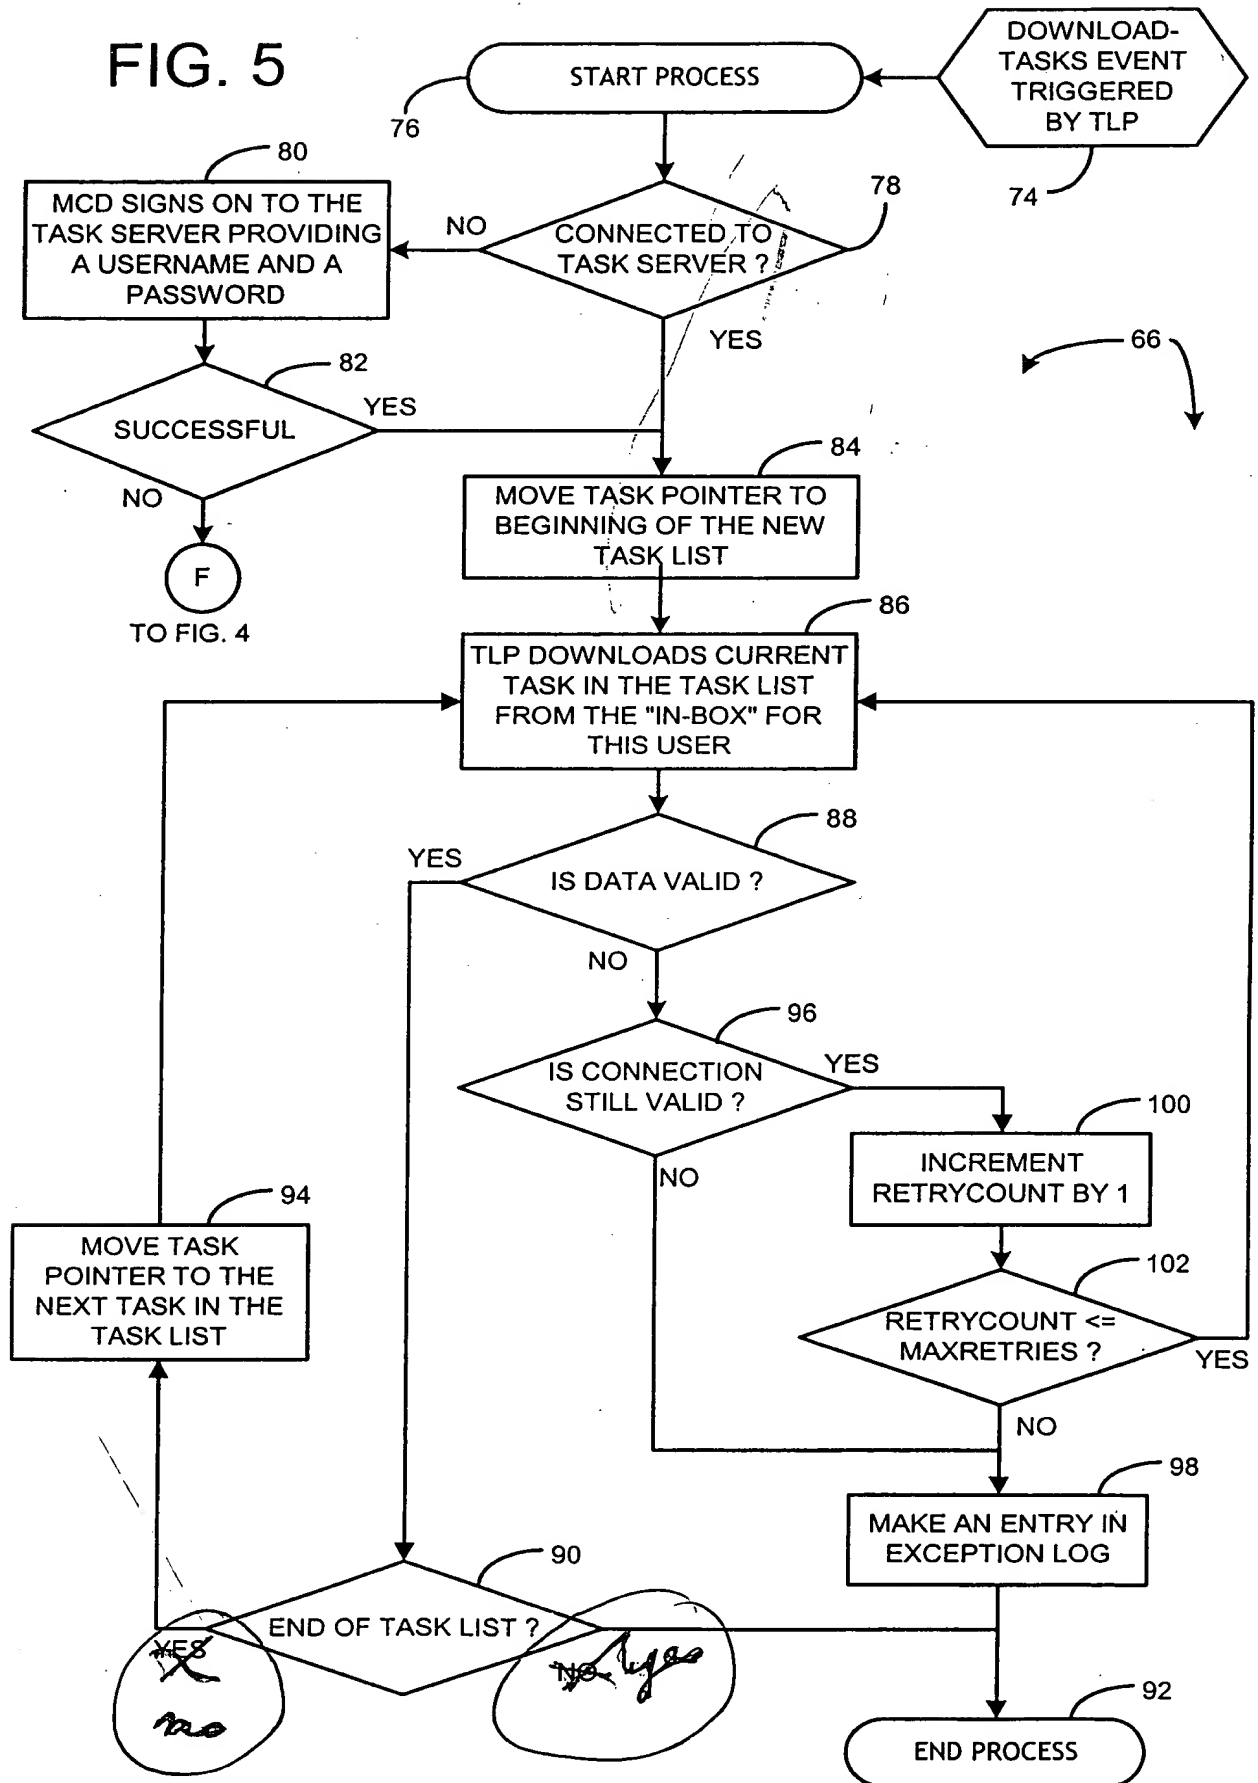 FIG. 5
START PROCESS
DOWNLOAD-
TASKS EVENT
TRIGGERED
BY TLP
76
74
80
MCD SIGNS ON TO THE
TASK SERVER PROVIDING
A USERNAME AND A
PASSWORD
NO
CONNECTED TO
TASK SERVER ?
78
YES
66
82
SUCCESSFUL
YES
NO
F
TO FIG. 4
84
MOVE TASK POINTER TO
BEGINNING OF THE NEW
TASK LIST
86
TLP DOWNLOADS CURRENT
TASK IN THE TASK LIST
FROM THE "IN-BOX" FOR
THIS USER
88
YES
IS DATA VALID ?
NO
96
IS CONNECTION
STILL VALID ?
YES
NO
100
INCREMENT
RETRYCOUNT BY 1
94
MOVE TASK
POINTER TO THE
NEXT TASK IN THE
TASK LIST
102
RETRYCOUNT <=
MAXRETRIES ?
YES
NO
98
MAKE AN ENTRY IN
EXCEPTION LOG
90
END OF TASK LIST ?
YES
no
NO
yes
92
END PROCESS